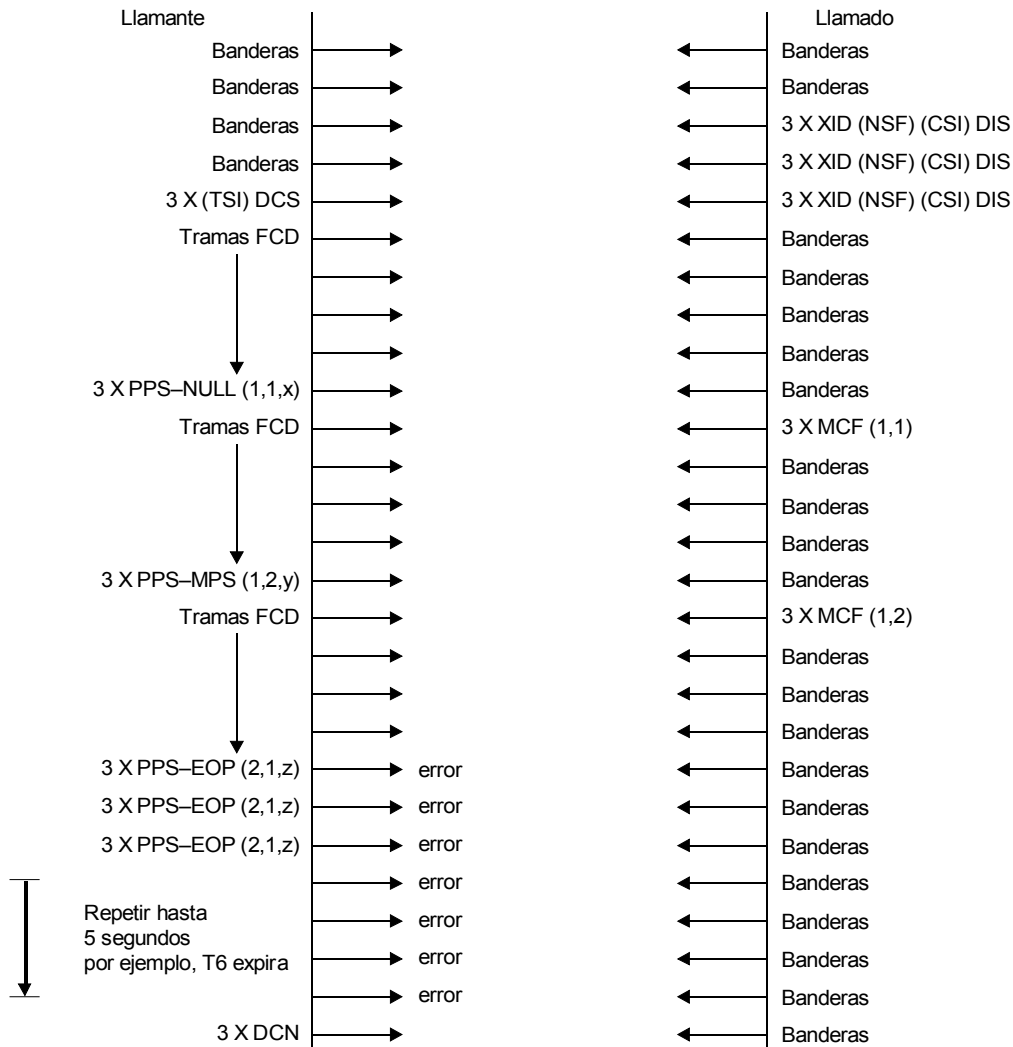 Llamante Llamado
Banderas Banderas
Banderas Banderas
Banderas 3 X XID (NSF) (CSI) DIS
Banderas 3 X XID (NSF) (CSI) DIS
3 X (TSI) DCS 3 X XID (NSF) (CSI) DIS
Tramas FCD Banderas
Banderas
Banderas
Banderas
3 X PPS–NULL (1,1,x) Banderas
Tramas FCD 3 X MCF (1,1)
Banderas
Banderas
Banderas
3 X PPS–MPS (1,2,y) Banderas
Tramas FCD 3 X MCF (1,2)
Banderas
Banderas
Banderas
3 X PPS–EOP (2,1,z) error Banderas
3 X PPS–EOP (2,1,z) error Banderas
3 X PPS–EOP (2,1,z) error Banderas
error Banderas
Repetir hasta
5 segundos error Banderas
por ejemplo, T6 expira error Banderas
error Banderas
3 X DCN Banderas